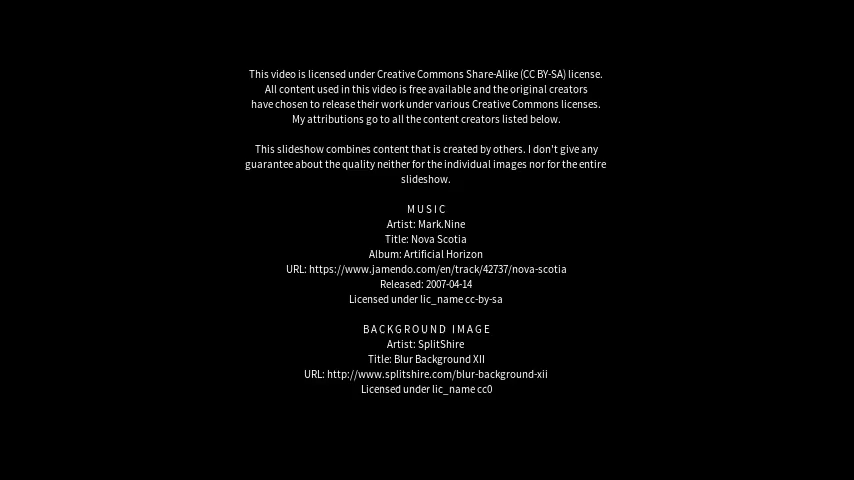 This video is licensed under Creative Commons Share-Alike (CC BY-SA) license.
All content used in this video is free available and the original creators
have chosen to release their work under various Creative Commons licenses.
My attributions go to all the content creators listed below.
This slideshow combines content that is created by others. I don't give any
guarantee about the quality neither for the individual images nor for the entire
slideshow.
MUSIC
Artist: Mark.Nine
Title: Nova Scotia
Album: Artificial Horizon
URL: https://www.jamendo.com/en/track/42737/nova-scotia
Released: 2007-04-14
Licensed under lic_name cc-by-sa
BACKGROUND IMAGE
Artist: SplitShire
Title: Blur Background XII
URL: http://www.splitshire.com/blur-background-xii
Licensed under lic_name cc0